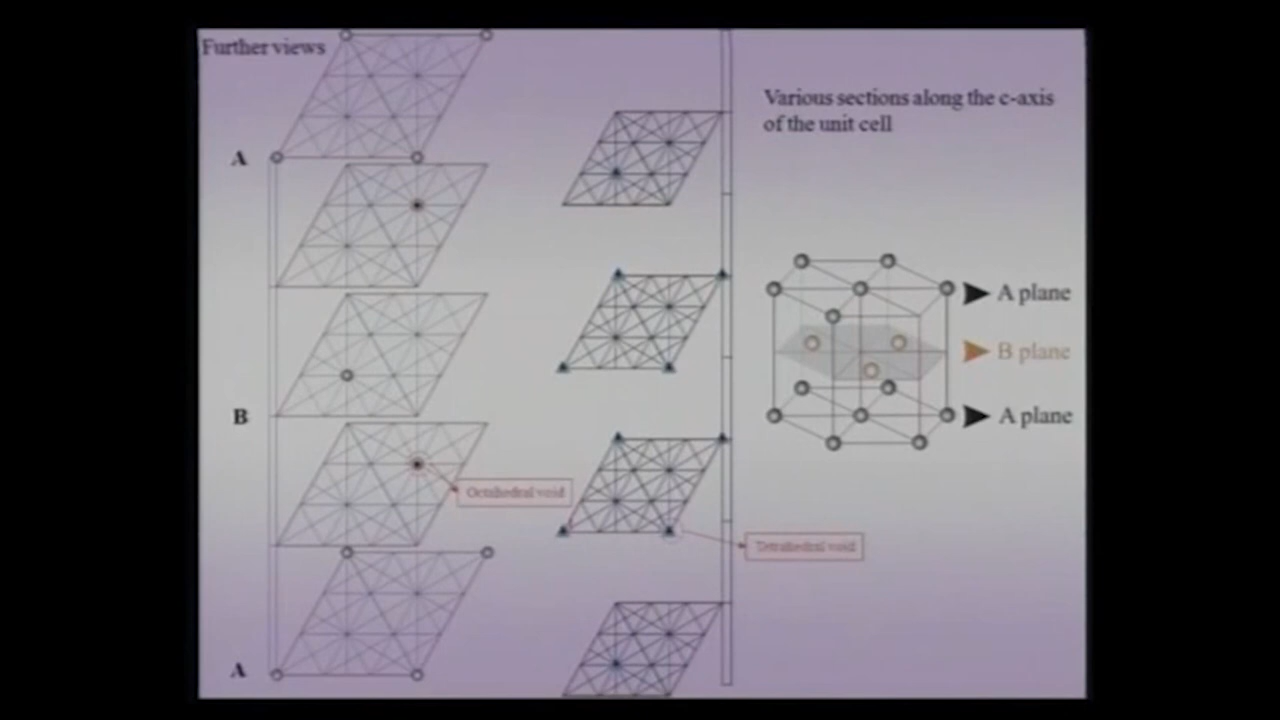 Further views
Various sections along the c-axis
of the unit cell
A
A plane
B plane
B
A plane
Octahedral void
Tetrahedral void
A